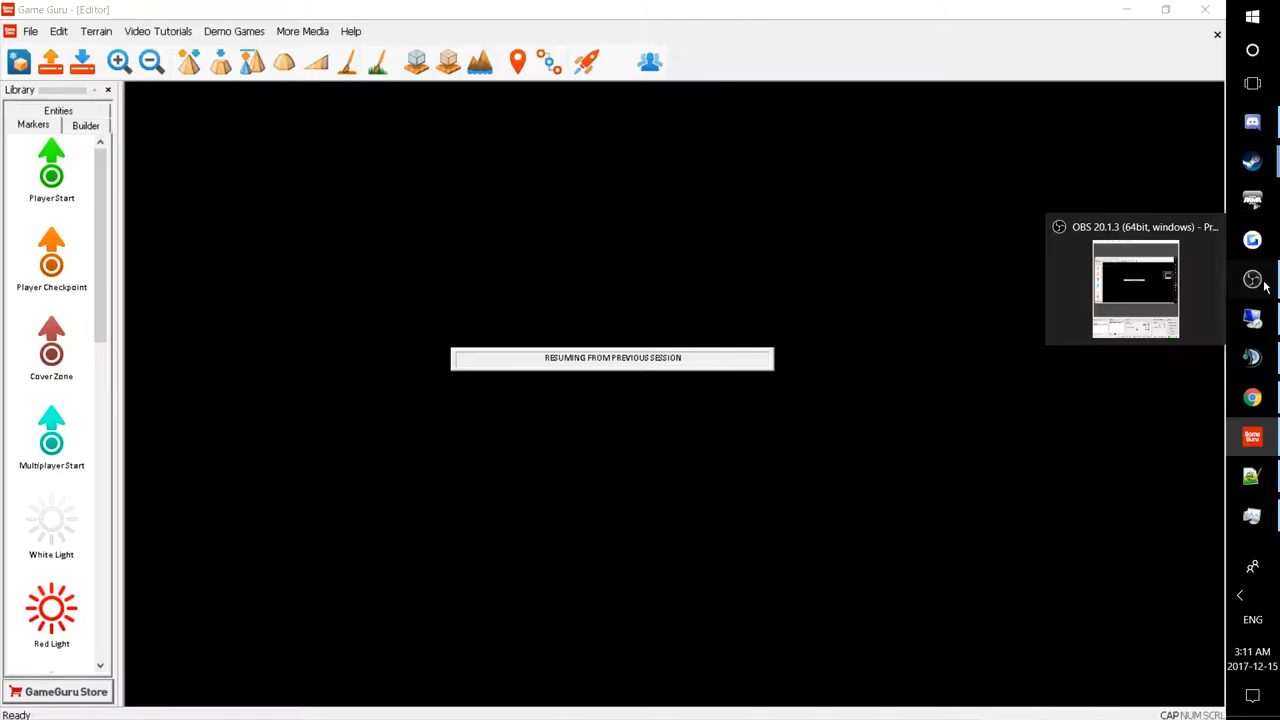 Game Guru - [Editor]
File Edit Terrain Video Tutorials Demo Games More Media Help
Library
Entities
Markers Builder
Player Start
Player Checkpoint
Cover Zone
Multiplayer Start
White Light
Red Light
GameGuru Store
Ready
RESUMING FROM PREVIOUS SESSION
OBS 20.1.3 (64bit, windows) - Pr...
Game
Guru
ENG
3:11 AM
2017-12-15
CAP NUM SCRL